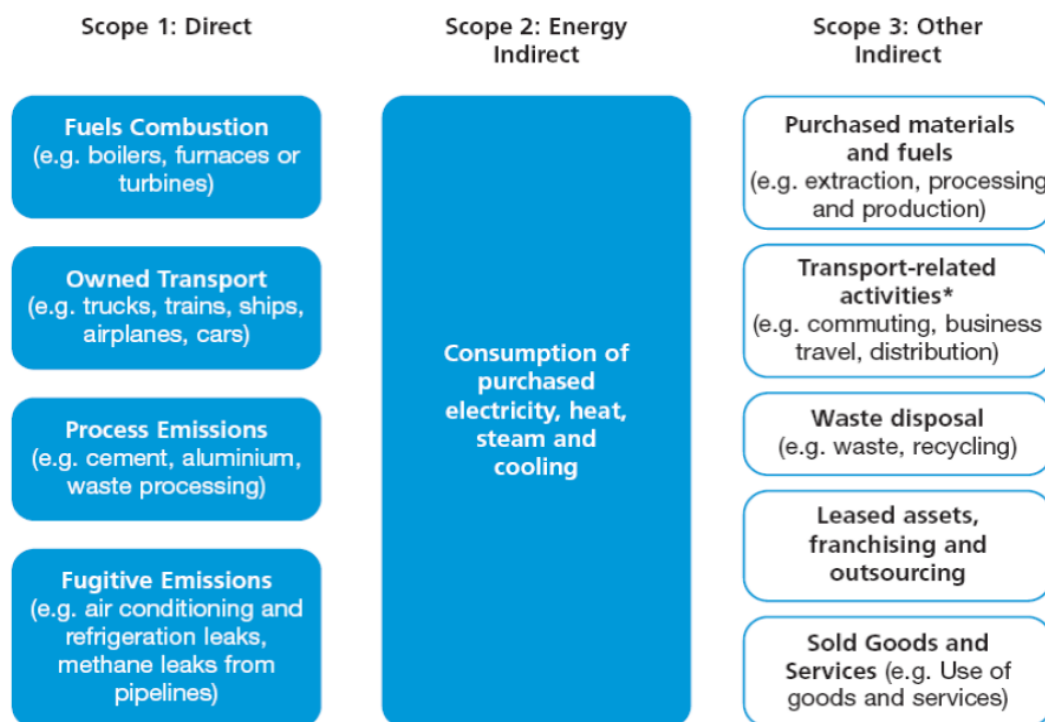 Scope 1: Direct
Fuels Combustion
(e.g. boilers, furnaces or
turbines)
Owned Transport
(e.g. trucks, trains, ships,
airplanes, cars)
Process Emissions
(e.g. cement, aluminium,
waste processing)
Fugitive Emissions
(e.g. air conditioning and
refrigeration leaks,
methane leaks from
pipelines)
Scope 2: Energy
Indirect
Consumption of
purchased
electricity, heat,
steam and
cooling
Scope 3: Other
Indirect
Purchased materials
and fuels
(e.g. extraction, processing
and production)
Transport-related
activities*
(e.g. commuting, business
travel, distribution)
Waste disposal
(e.g. waste, recycling)
Leased assets,
franchising and
outsourcing
Sold Goods and
Services (e.g. Use of
goods and services)